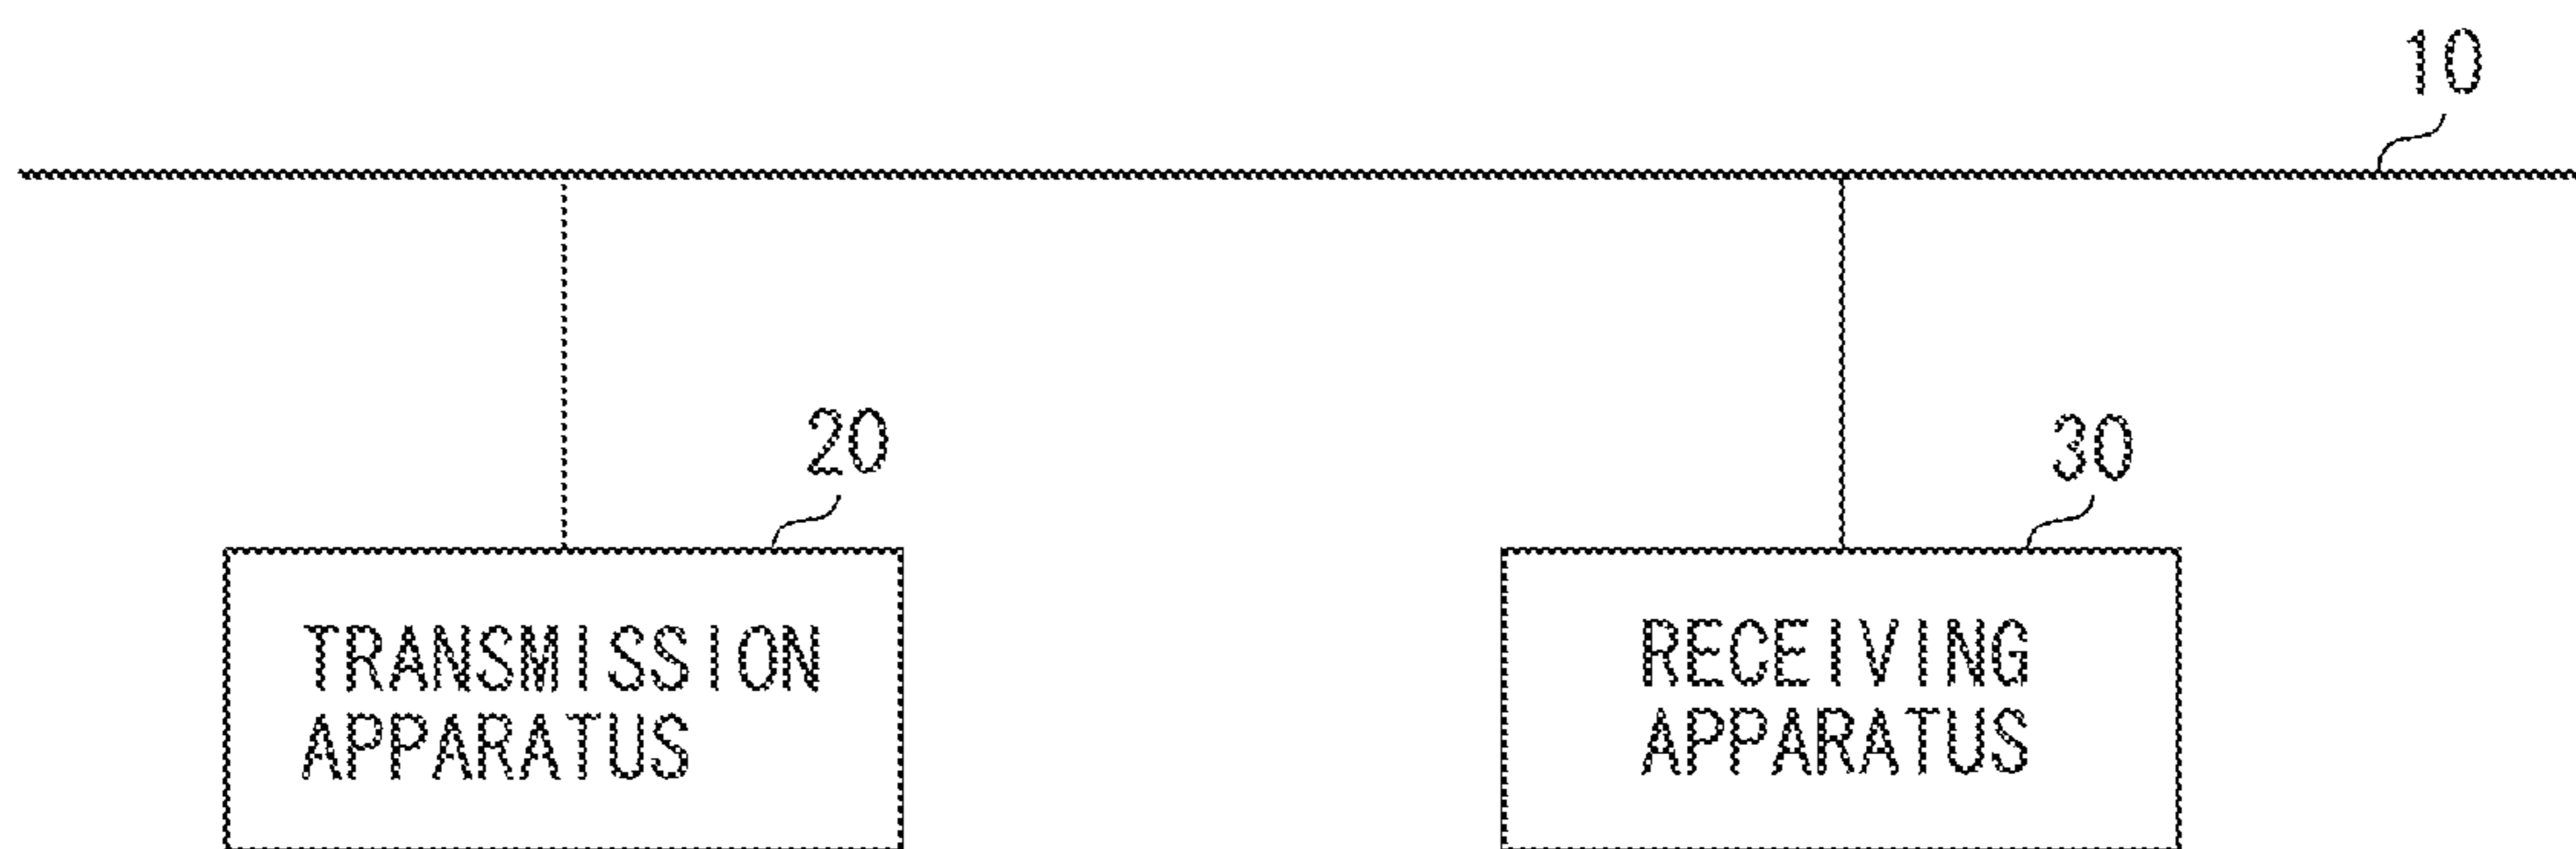 10
20
30
TRANSMISSION
APPARATUS
RECEIVING
APPARATUS